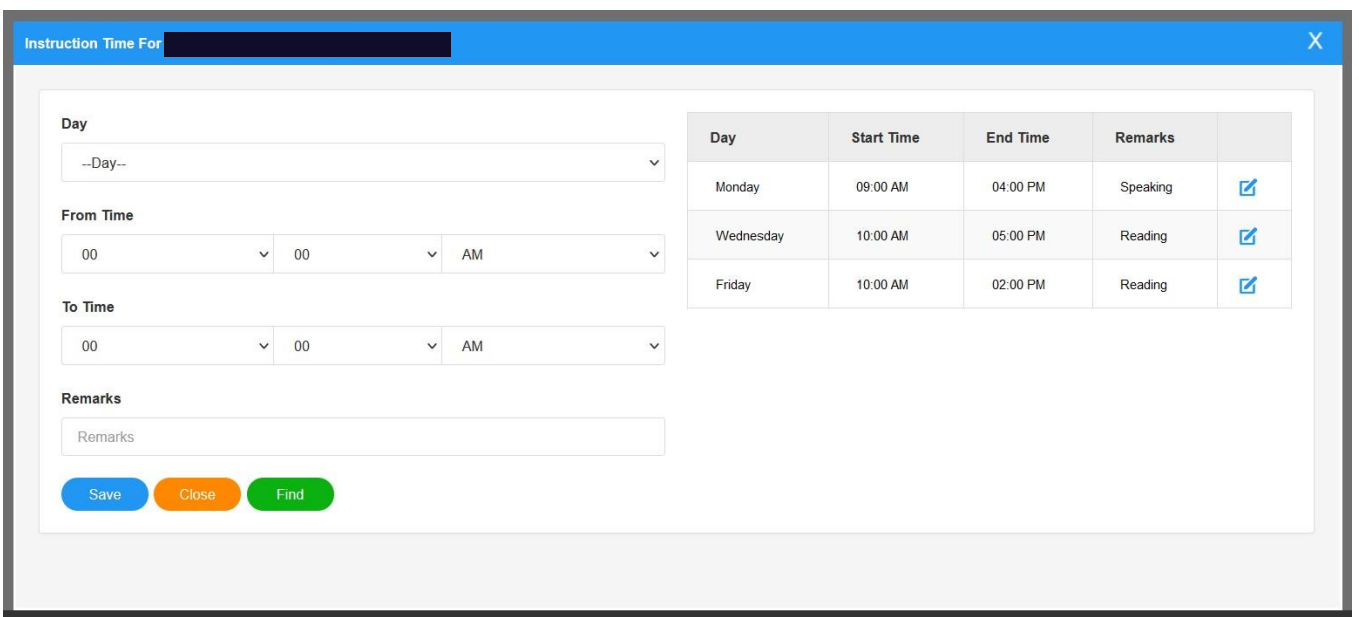 Instruction Time For
X
Day
--Day--
From Time
00 00 AM
To Time
00 00 AM
Remarks
Remarks
Save Close Find
Day Start Time End Time Remarks
Monday 09:00 AM 04:00 PM Speaking
Wednesday 10:00 AM 05:00 PM Reading
Friday 10:00 AM 02:00 PM Reading